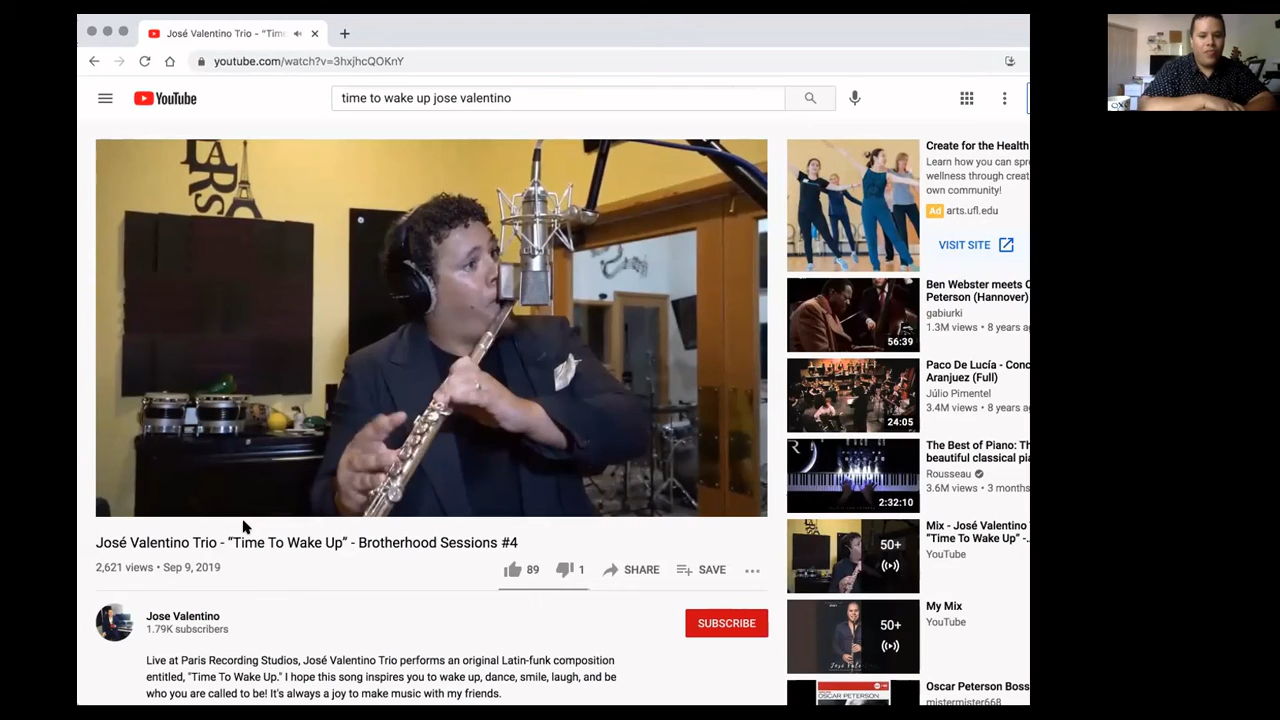 José Valentino Trio - “Time
youtube.com/watch?v=3hxjhcQOKnY
YouTube
time to wake up jose valentino
ARS
José Valentino Trio - “Time To Wake Up” - Brotherhood Sessions #4
2,621 views • Sep 9, 2019
89
1
SHARE
SAVE
Jose Valentino
1.79K subscribers
SUBSCRIBE
Live at Paris Recording Studios, José Valentino Trio performs an original Latin-funk composition
entitled, "Time To Wake Up." I hope this song inspires you to wake up, dance, smile, laugh, and be
who you are called to be! It's always a joy to make music with my friends.
Create for the Health
Learn how you can spre
wellness through creat
own community!
Ad arts.ufl.edu
VISIT SITE
Ben Webster meets O
Peterson (Hannover)
gabiurki
1.3M views • 8 years ag
56:39
Paco De Lucía - Conc
Aranjuez (Full)
Júlio Pimentel
3.4M views • 8 years ag
24:05
The Best of Piano: Th
beautiful classical pia
Rousseau
3.6M views • 3 months
2:32:10
Mix - José Valentino
“Time To Wake Up” -...
YouTube
50+
My Mix
YouTube
50+
Oscar Peterson Boss
mistermister668
OSCAR PETERSON